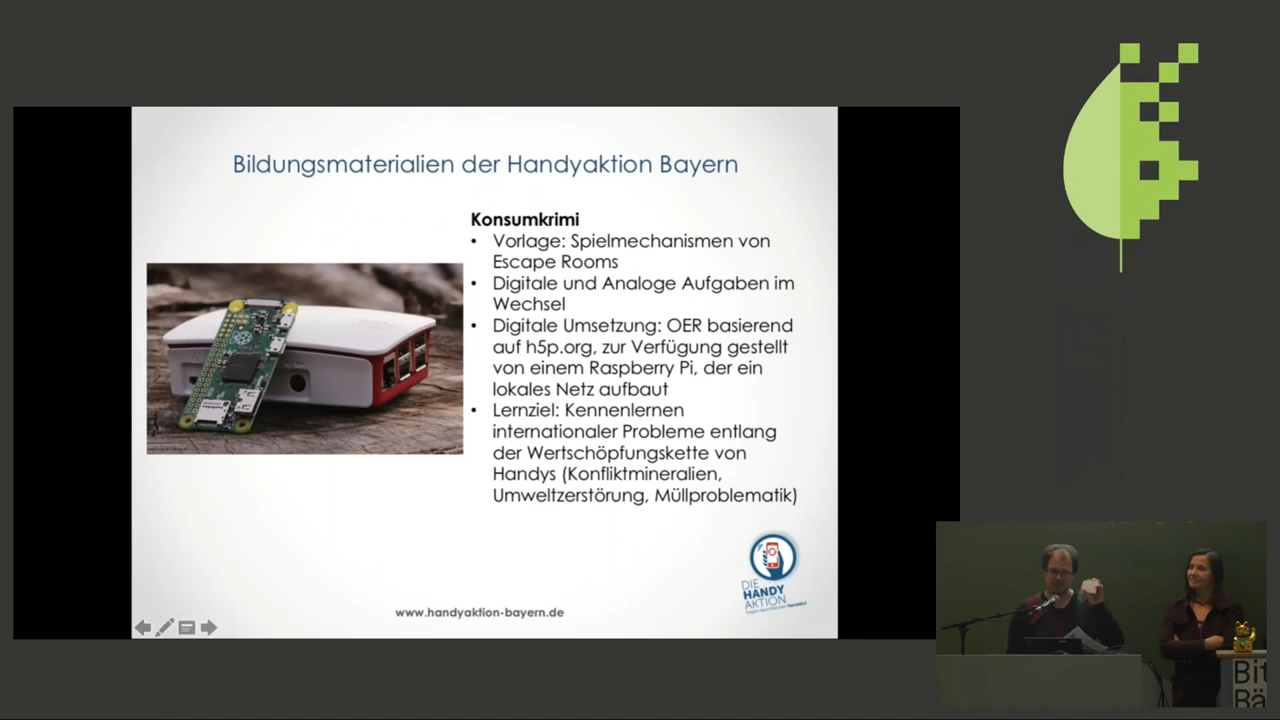 Bildungsmaterialien der Handyaktion Bayern
Konsumkrimi
• Vorlage: Spielmechanismen von
Escape Rooms
• Digitale und Analoge Aufgaben im
Wechsel
• Digitale Umsetzung: OER basierend
auf h5p.org, zur Verfügung gestellt
von einem Raspberry Pi, der ein
lokales Netz aufbaut
• Lernziel: Kennenlernen
internationaler Probleme entlang
der Wertschöpfungskette von
Handys (Konfliktmineralien,
Umweltzerstörung, Müllproblematik)
DIE
HANDY
AKTION
www.handyaktion-bayern.de
Bit
Bä